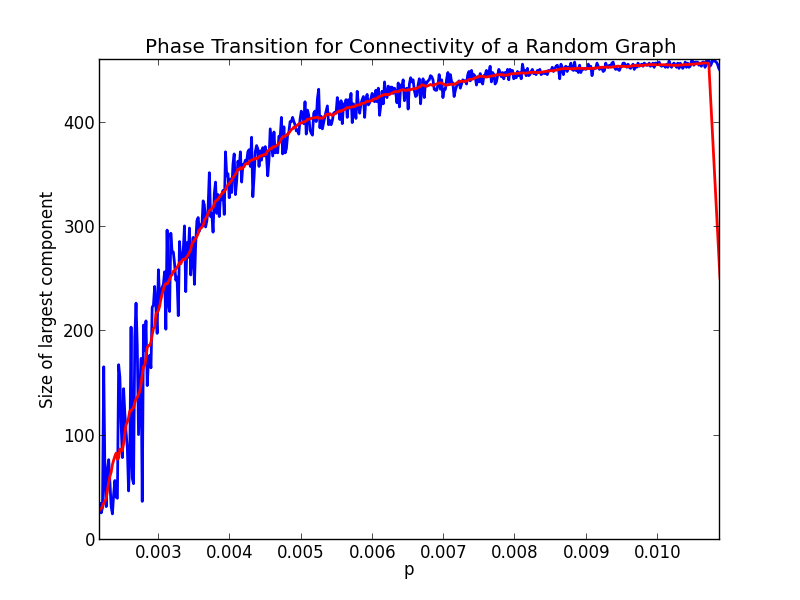 Phase Transition for Connectivity of a Random Graph
Size of largest component
400
300
200
100
0
0.003 0.004 0.005 0.006 0.007 0.008 0.009 0.010
p